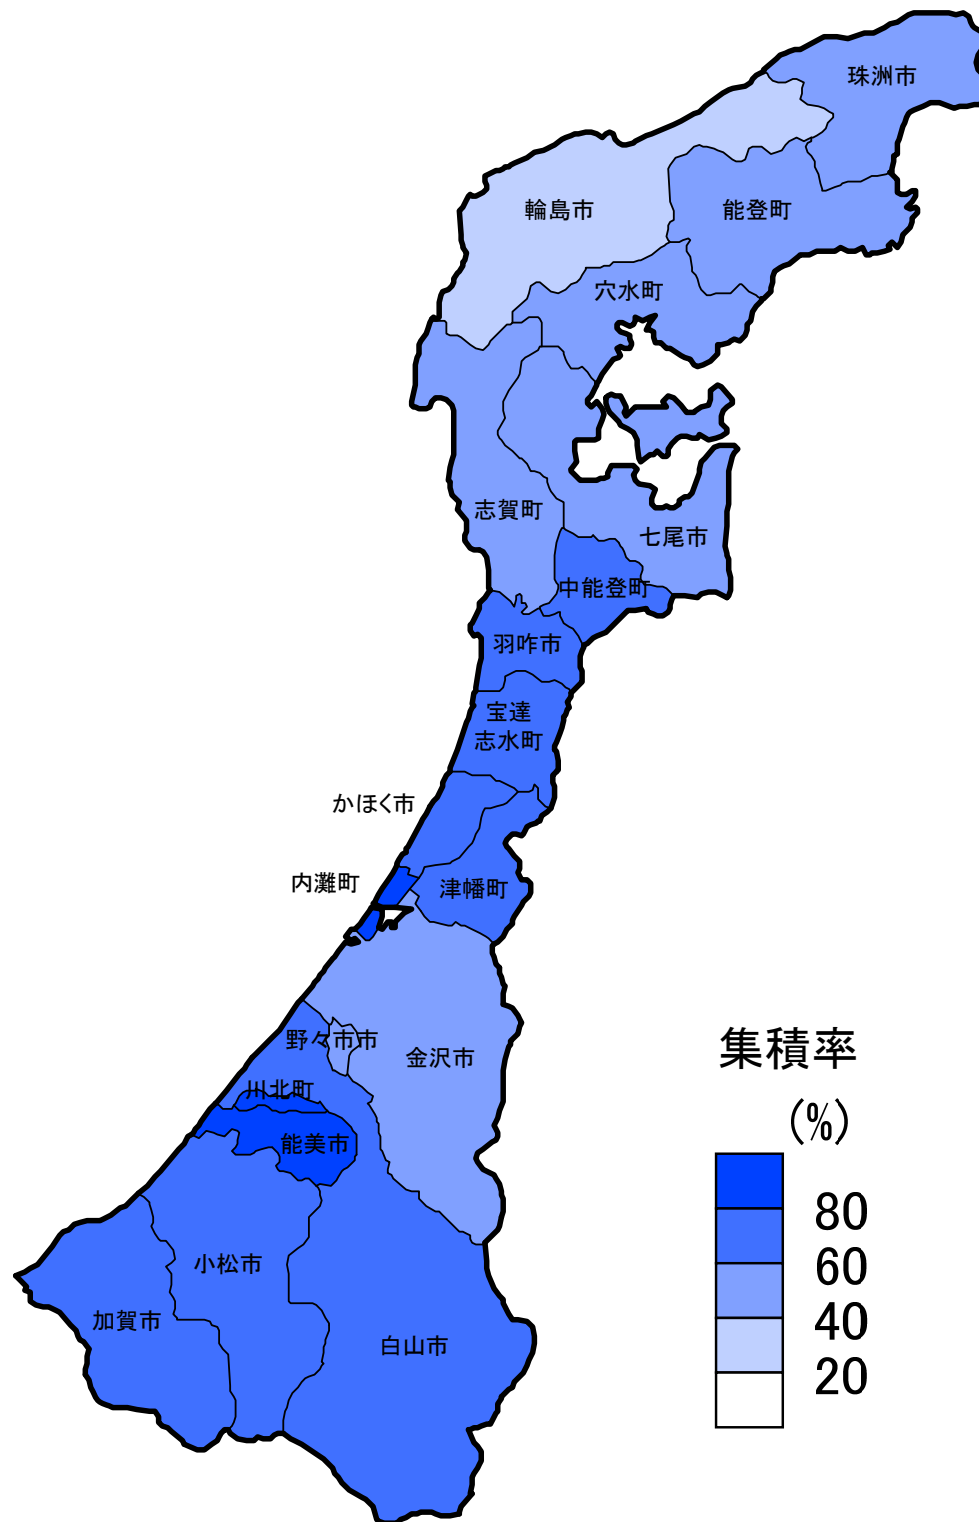 珠洲市
輪島市
能登町
穴水町
志賀町
七尾市
中能登町
羽咋市
宝達
志水町
かほく市
内灘町
津幡町
野々市市
金沢市
川北町
能美市
小松市
加賀市
白山市
集積率
(%)
80
60
40
20